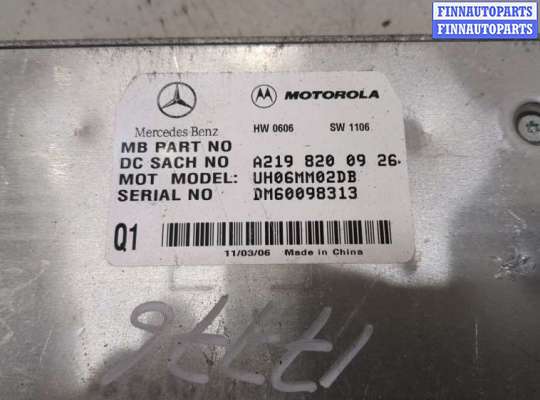 FINNAUTOPARTS
FINNAUTOPARTS
Mercedes Benz
MOTOROLA
HW 0606 SW 1106
MB PART NO
DC SACH NO A219 820 09 26
MOT MODEL: UH06MM02DB
SERIAL NO DM60098313
Q1
11/03/06 Made in China